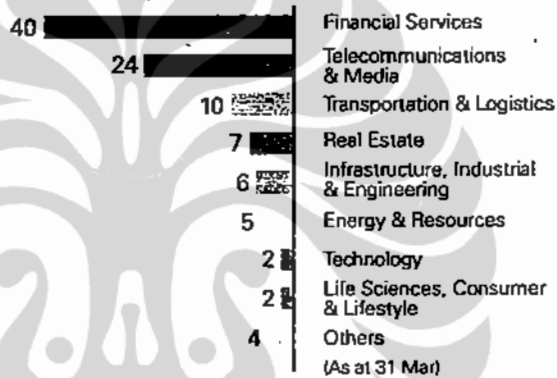 40 Financial Services
24 Telecommunications
& Media
10 Transportation & Logistics
7 Real Estate
6 Infrastructure, Industrial
& Engineering
5 Energy & Resources
2 Technology
2 Life Sciences, Consumer
& Lifestyle
4 Others
(As at 31 Mar)